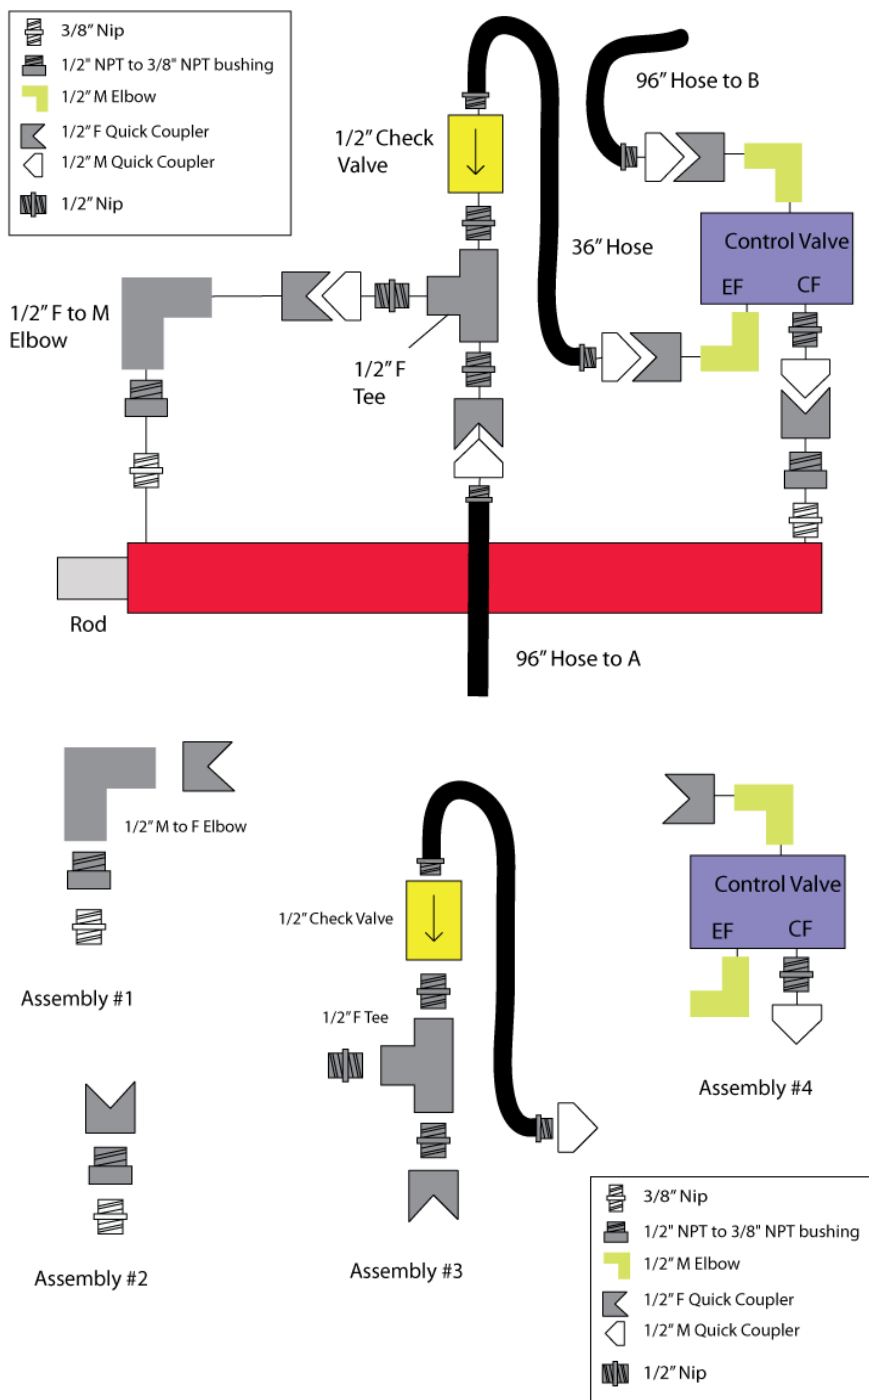 3/8” Nip
1/2" NPT to 3/8" NPT bushing
1/2” M Elbow
1/2” F Quick Coupler
1/2” M Quick Coupler
1/2” Nip
96” Hose to B
1/2” Check
Valve
36” Hose
Control Valve
EF
CF
1/2” F to M
Elbow
1/2” F
Tee
Rod
96” Hose to A
1/2” M to F Elbow
Assembly #1
Assembly #2
1/2” Check Valve
1/2” F Tee
Assembly #3
Control Valve
EF
CF
Assembly #4
3/8” Nip
1/2" NPT to 3/8" NPT bushing
1/2” M Elbow
1/2” F Quick Coupler
1/2” M Quick Coupler
1/2” Nip